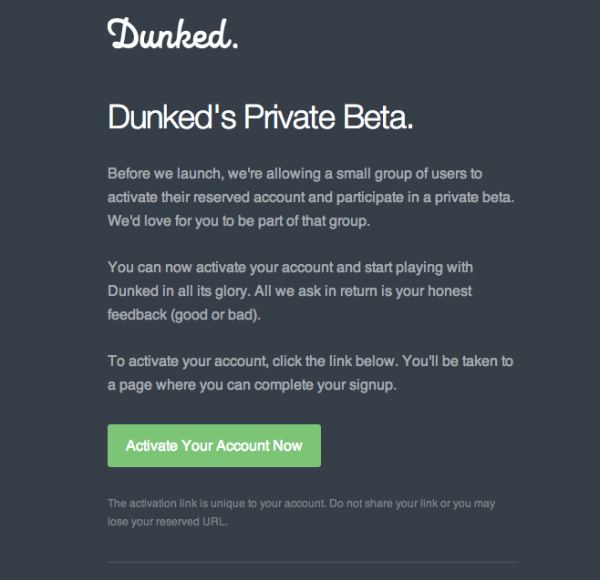 Dunked.
Dunked's Private Beta.
Before we launch, we're allowing a small group of users to
activate their reserved account and participate in a private beta.
We'd love for you to be part of that group.
You can now activate your account and start playing with
Dunked in all its glory. All we ask in return is your honest
feedback (good or bad).
To activate your account, click the link below. You'll be taken to
a page where you can complete your signup.
Activate Your Account Now
The activation link is unique to your account. Do not share your link or you may
lose your reserved URL.